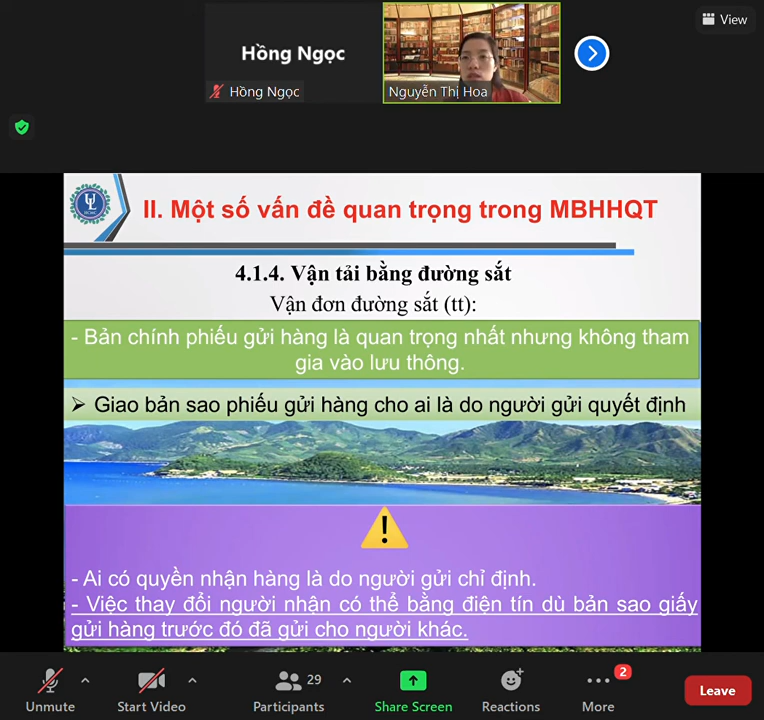 View
Hồng Ngọc
Hồng Ngọc
Nguyễn Thị Hoa
II. Một số vấn đề quan trọng trong MBHHQT
4.1.4. Vận tải bằng đường sắt
Vận đơn đường sắt (tt):
- Bản chính phiếu gửi hàng là quan trọng nhất nhưng không tham
gia vào lưu thông.
➢ Giao bản sao phiếu gửi hàng cho ai là do người gửi quyết định
- Ai có quyền nhận hàng là do người gửi chỉ định.
- Việc thay đổi người nhận có thể bằng điện tín dù bản sao giấy
gửi hàng trước đó đã gửi cho người khác.
29
2
Unmute
Start Video
Participants
Share Screen
Reactions
More
Leave